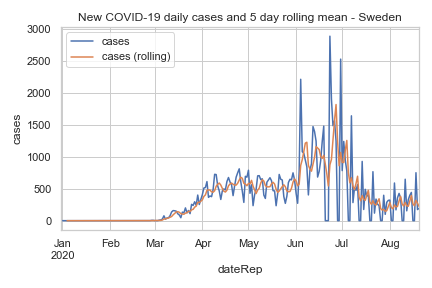 New COVID-19 daily cases and 5 day rolling mean - Sweden
cases
cases (rolling)
3000
2500
2000
1500
1000
500
0
cases
Jan
2020
Feb
Mar
Apr
May
Jun
Jul
Aug
dateRep